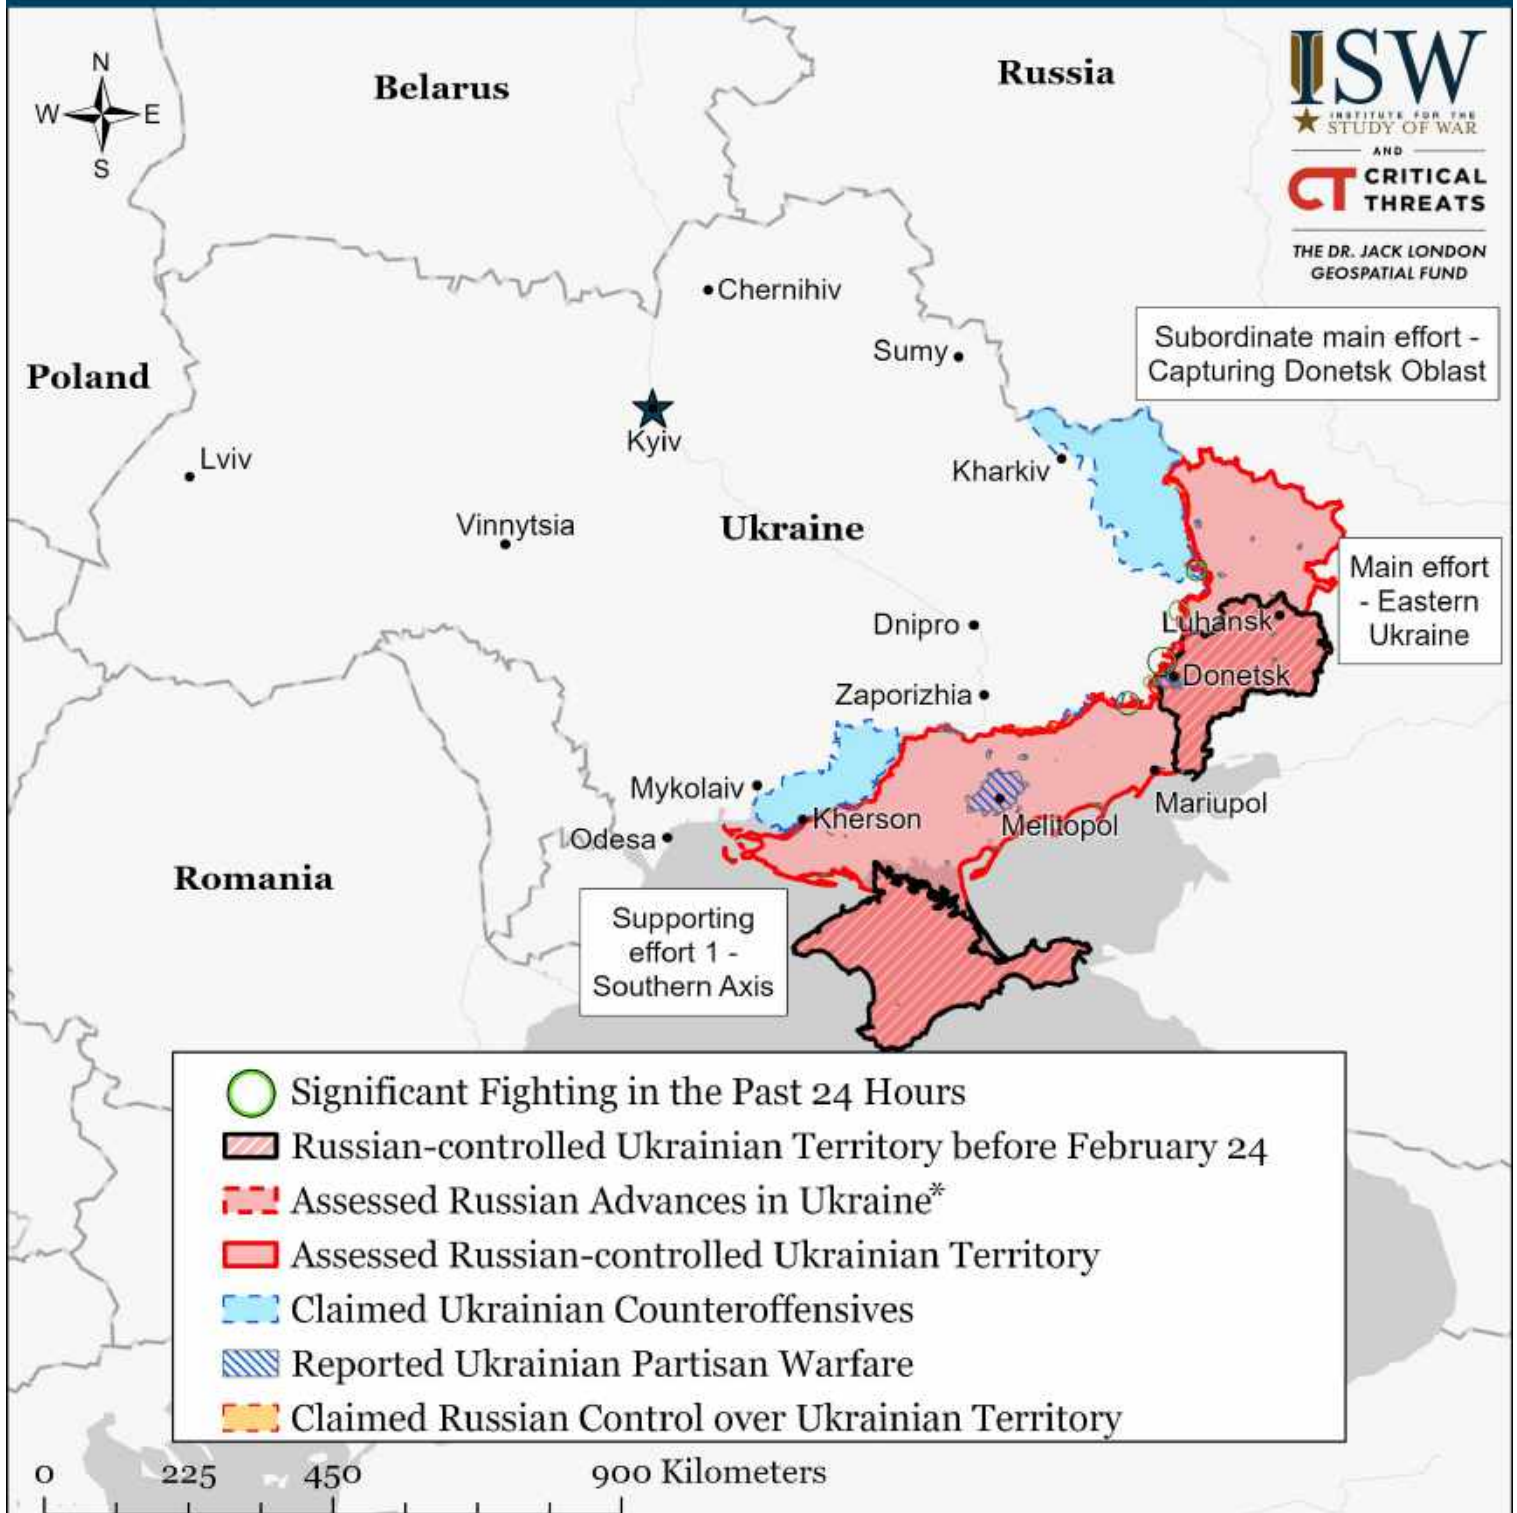 N
W
E
S
Belarus
Russia
ISW
INSTITUTE FOR THE
STUDY OF WAR
AND
CT CRITICAL
THREATS
THE DR. JACK LONDON
GEOSPATIAL FUND
Chernihiv
Subordinate main effort -
Capturing Donetsk Oblast
Sumy
Poland
Kyiv
Lviv
Kharkiv
Vinnytsia
Ukraine
Main effort
- Eastern
Ukraine
Dnipro
Luhansk
Donetsk
Zaporizhia
Mykolaiv
Mariupol
Kherson
Melitopol
Odesa
Romania
Supporting
effort 1 -
Southern Axis
Significant Fighting in the Past 24 Hours
Russian-controlled Ukrainian Territory before February 24
Assessed Russian Advances in Ukraine*
Assessed Russian-controlled Ukrainian Territory
Claimed Ukrainian Counteroffensives
Reported Ukrainian Partisan Warfare
Claimed Russian Control over Ukrainian Territory
0 225 450 900 Kilometers